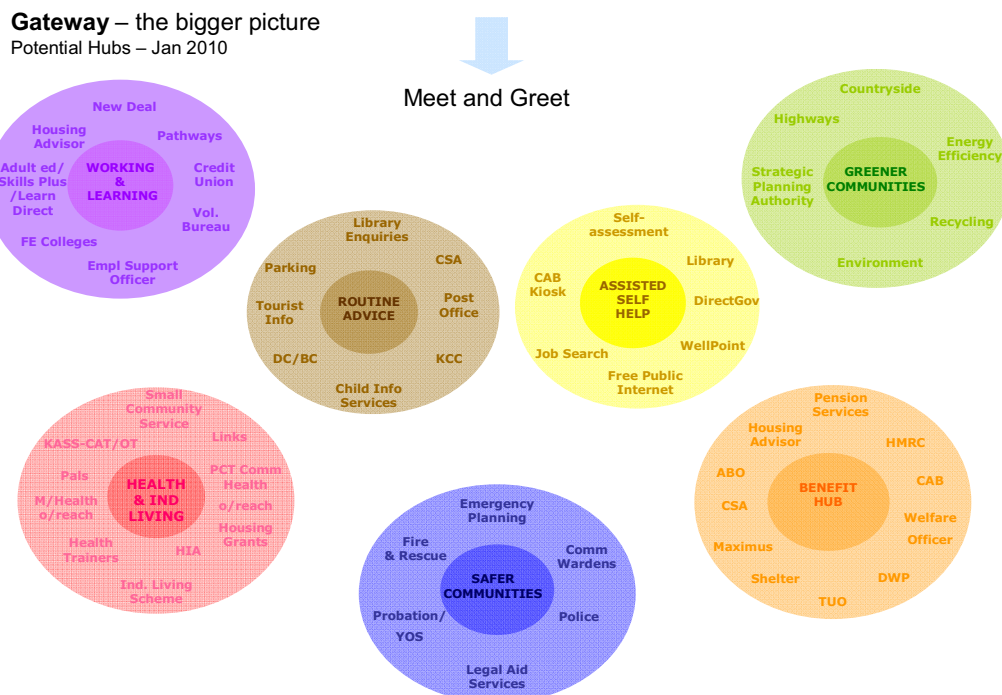 Gateway – the bigger picture
Potential Hubs – Jan 2010
Meet and Greet
New Deal
Housing
Advisor
Pathways
Adult ed/
Skills Plus
/Learn
Direct
WORKING
&
LEARNING
Credit
Union
Vol.
Bureau
FE Colleges
Empl Support
Officer
Countryside
Highways
Energy
Efficiency
Strategic
Planning
Authority
GREENER
COMMUNITIES
Recycling
Environment
Library
Enquiries
Parking
CSA
Tourist
Info
ROUTINE
ADVICE
Post
Office
DC/BC
KCC
Child Info
Services
Self-
assessment
Library
CAB
Kiosk
ASSISTED
SELF
HELP
DirectGov
WellPoint
Job Search
Free Public
Internet
Small
Community
Service
KASS-CAT/OT
Links
Pals
PCT Comm
Health
o/reach
M/Health
o/reach
HEALTH
& IND
LIVING
Housing
Grants
Health
Trainers
HIA
Ind. Living
Scheme
Emergency
Planning
Fire
& Rescue
Comm
Wardens
SAFER
COMMUNITIES
Probation/
YOS
Police
Legal Aid
Services
Pension
Services
Housing
Advisor
HMRC
ABO
CAB
CSA
BENEFIT
HUB
Welfare
Officer
Maximus
Shelter
DWP
TUO